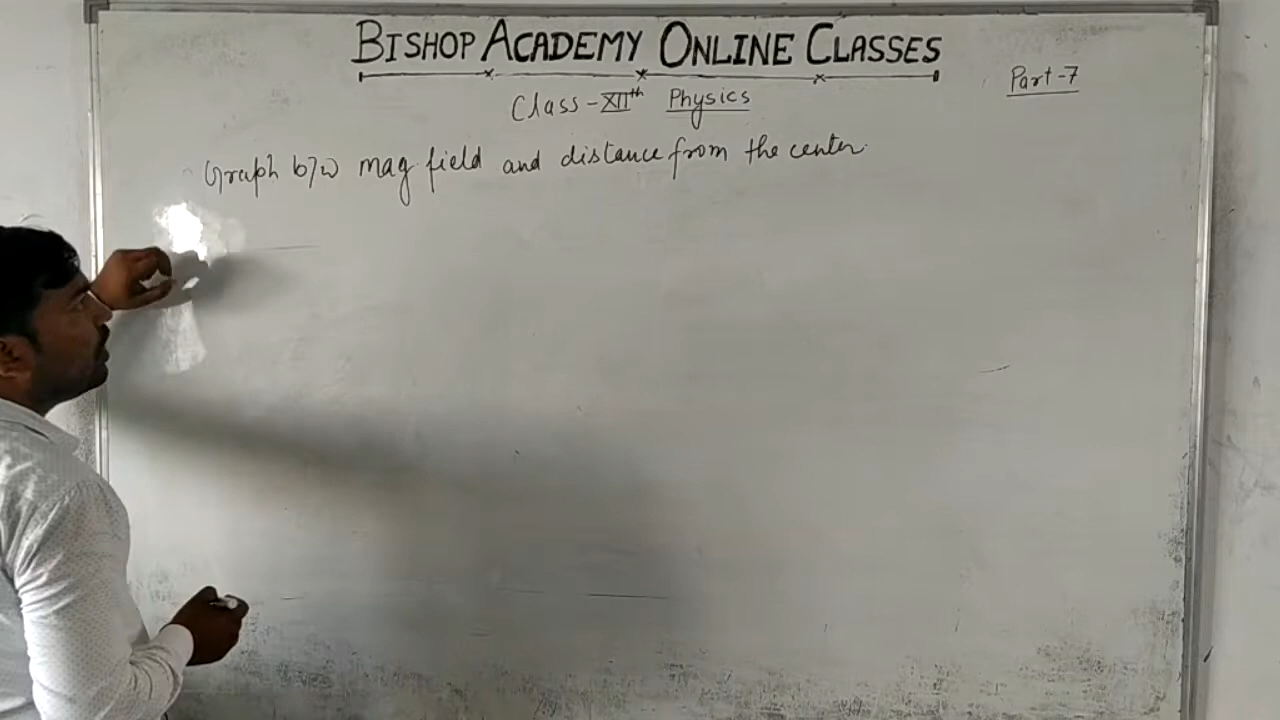 BISHOP ACADEMY ONLINE CLASSES
Part-7
Class-XIIth Physics
Graph b/w mag. field and distance from the center.